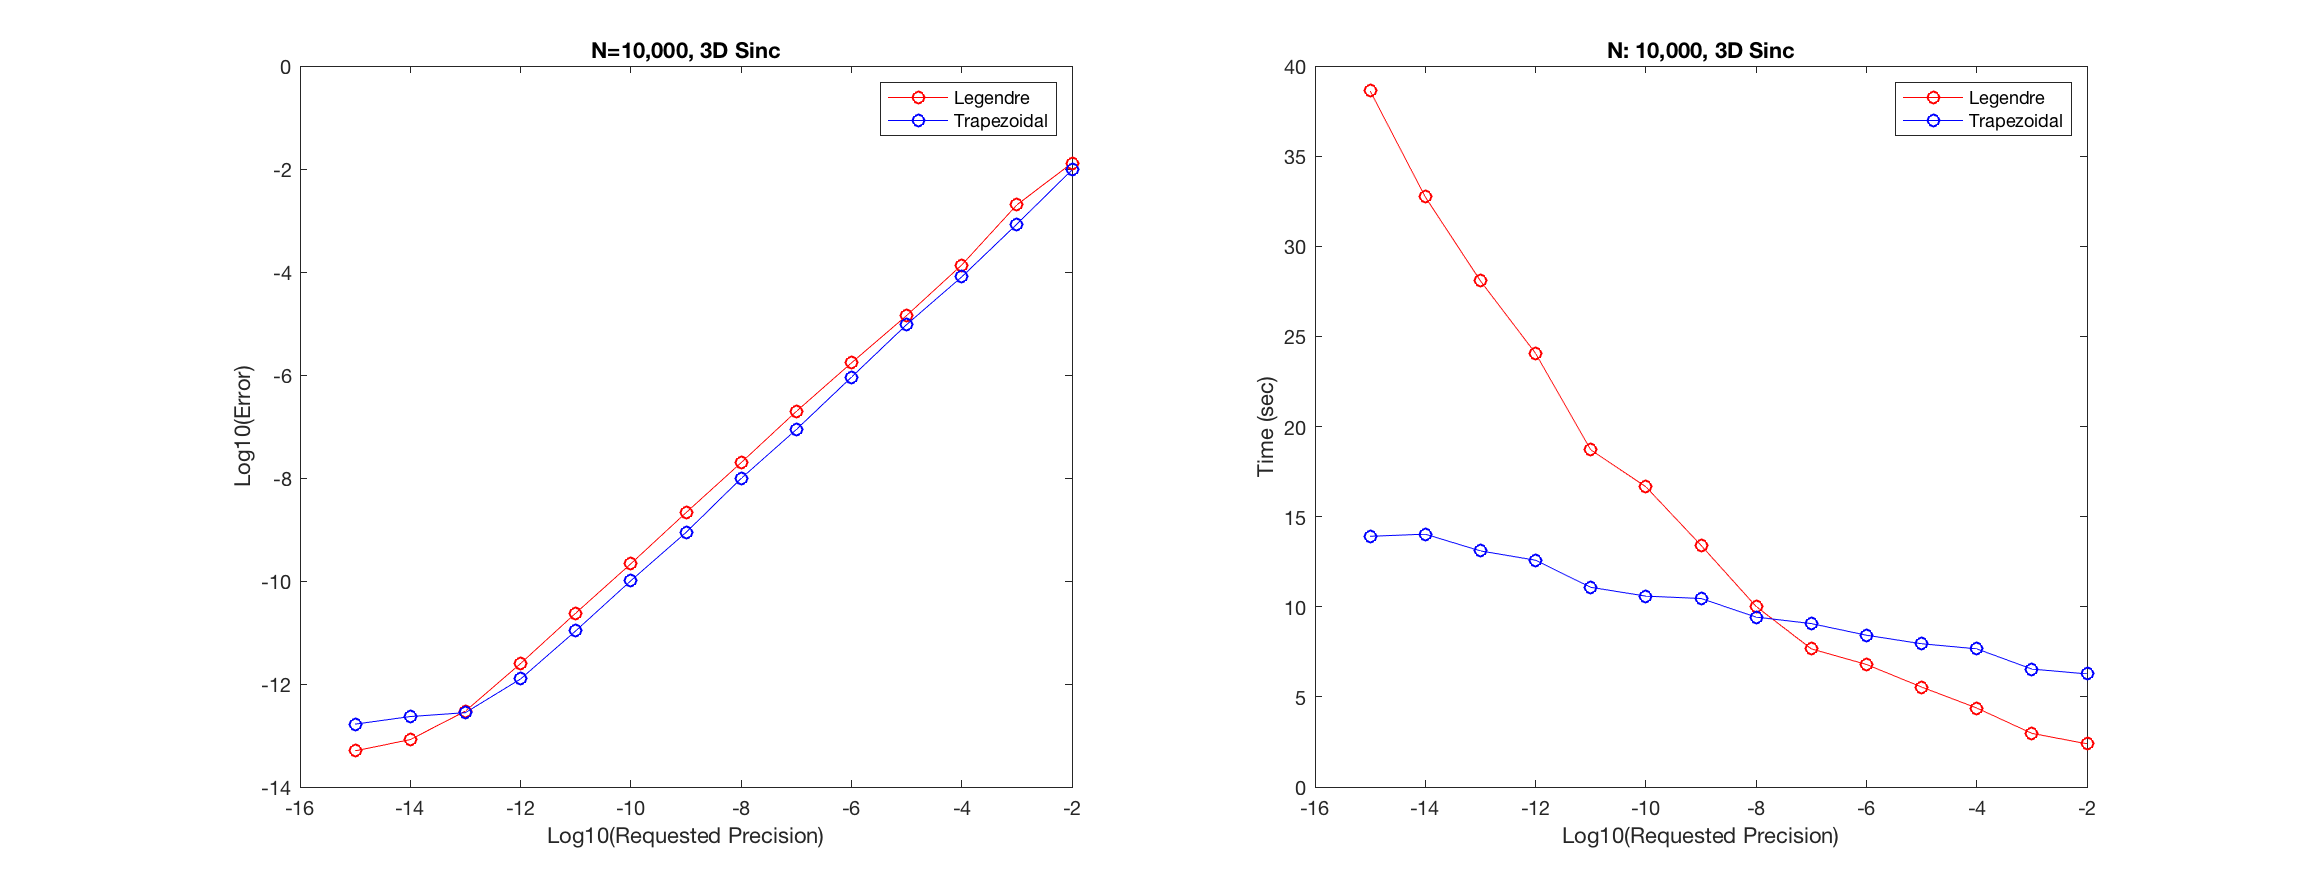 N=10,000, 3D Sinc
0
-2
-4
-6
-8
-10
-12
-14
Log10(Error)
Legendre
Trapezoidal
-16 -14 -12 -10 -8 -6 -4 -2
Log10(Requested Precision)
N: 10,000, 3D Sinc
40
35
30
25
20
15
10
5
0
Time (sec)
Legendre
Trapezoidal
-16 -14 -12 -10 -8 -6 -4 -2
Log10(Requested Precision)